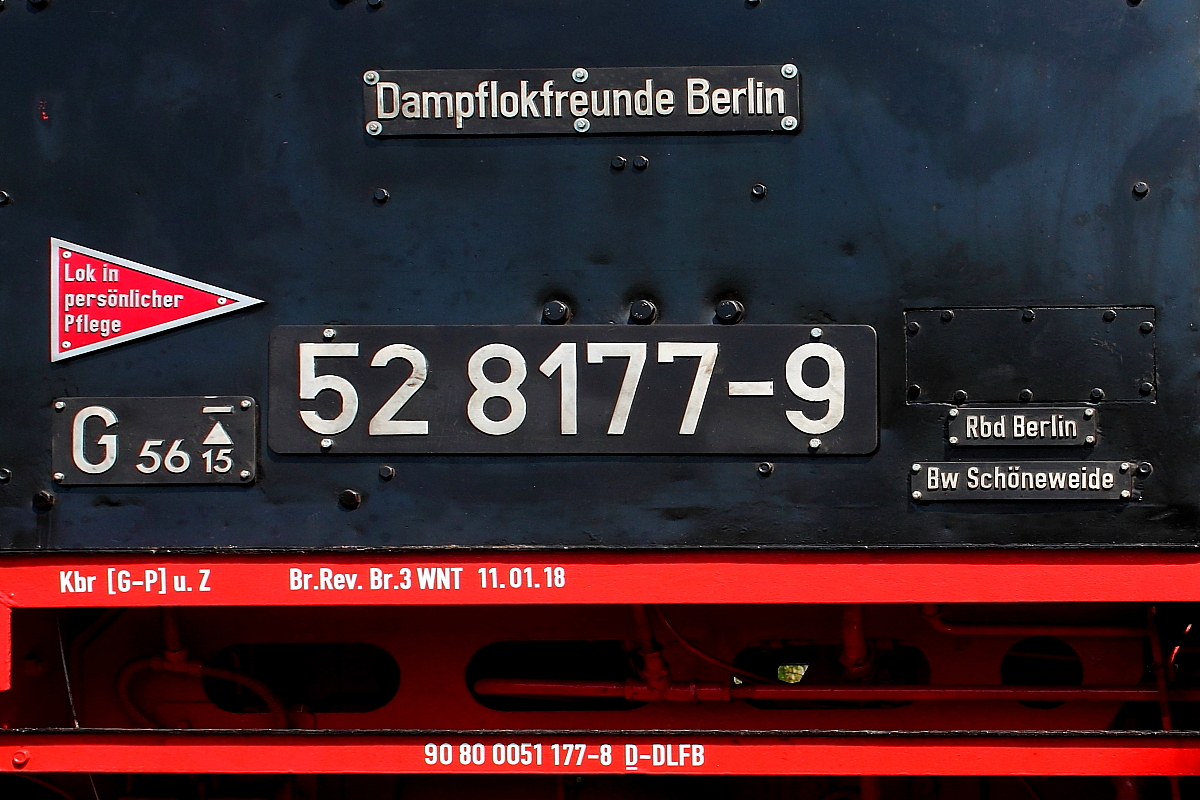 Dampflokfreunde Berlin
Lok in
persönlicher
Pflege
52 8177-9
G 56 15
Rbd Berlin
Bw Schöneweide
Kbr [G-P] u. Z Br.Rev. Br.3 WNT 11.01.18
90 80 0051 177-8 D-DLFB